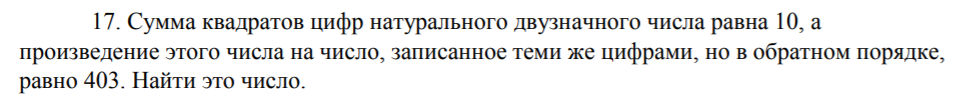 17. Сумма квадратов цифр натурального двузначного числа равна 10, а
произведение этого числа на число, записанное теми же цифрами, но в обратном порядке,
равно 403. Найти это число.